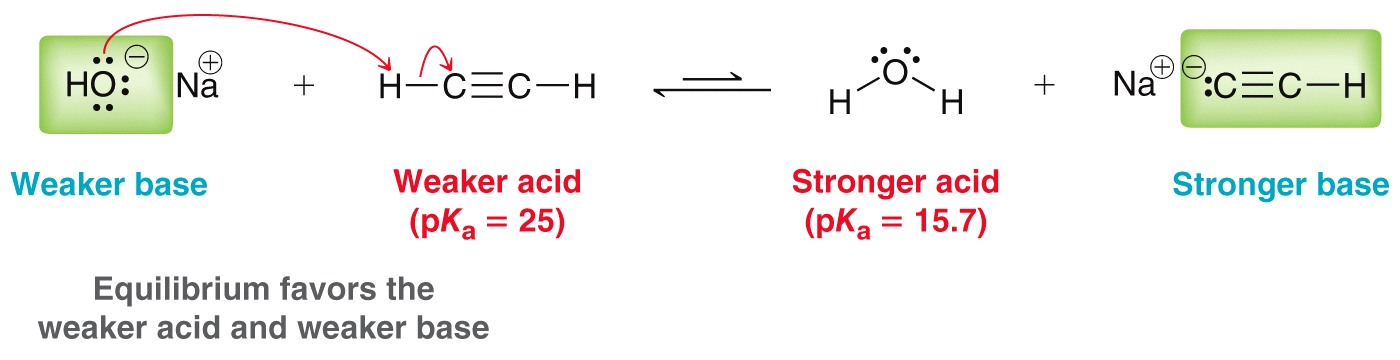 HO:⊖ Na⊕ + H—C≡C—H ⇌ H O H + Na⊕ ⊖:C≡C—H
Weaker base Weaker acid Stronger acid Stronger base
(pKa = 25) (pKa = 15.7)
Equilibrium favors the
weaker acid and weaker base